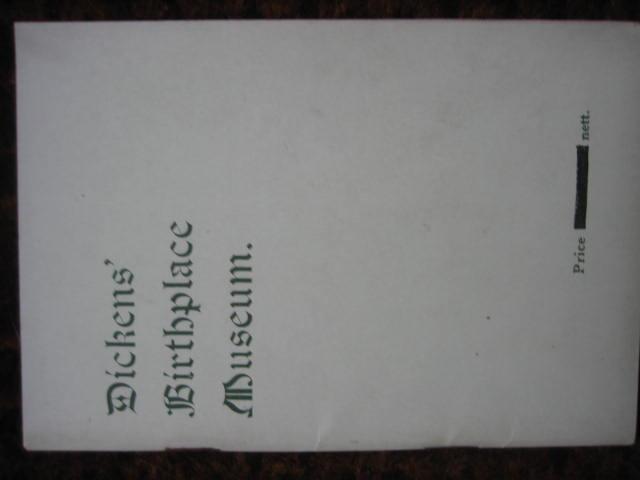 Dickens'
Birthplace
Museum.
Price nett.